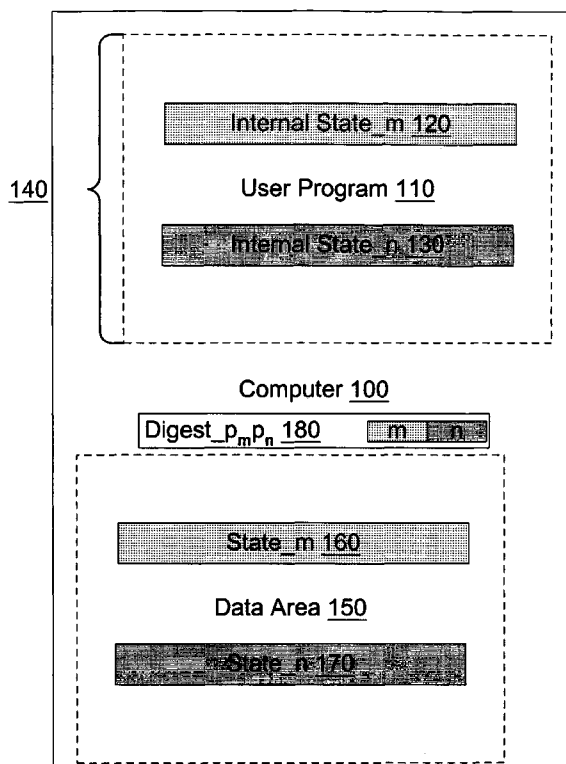 Internal State_m 120
140
User Program 110
Internal State_n 130
Computer 100
Digest_pmpn 180 m n
State_m 160
Data Area 150
State_n 170